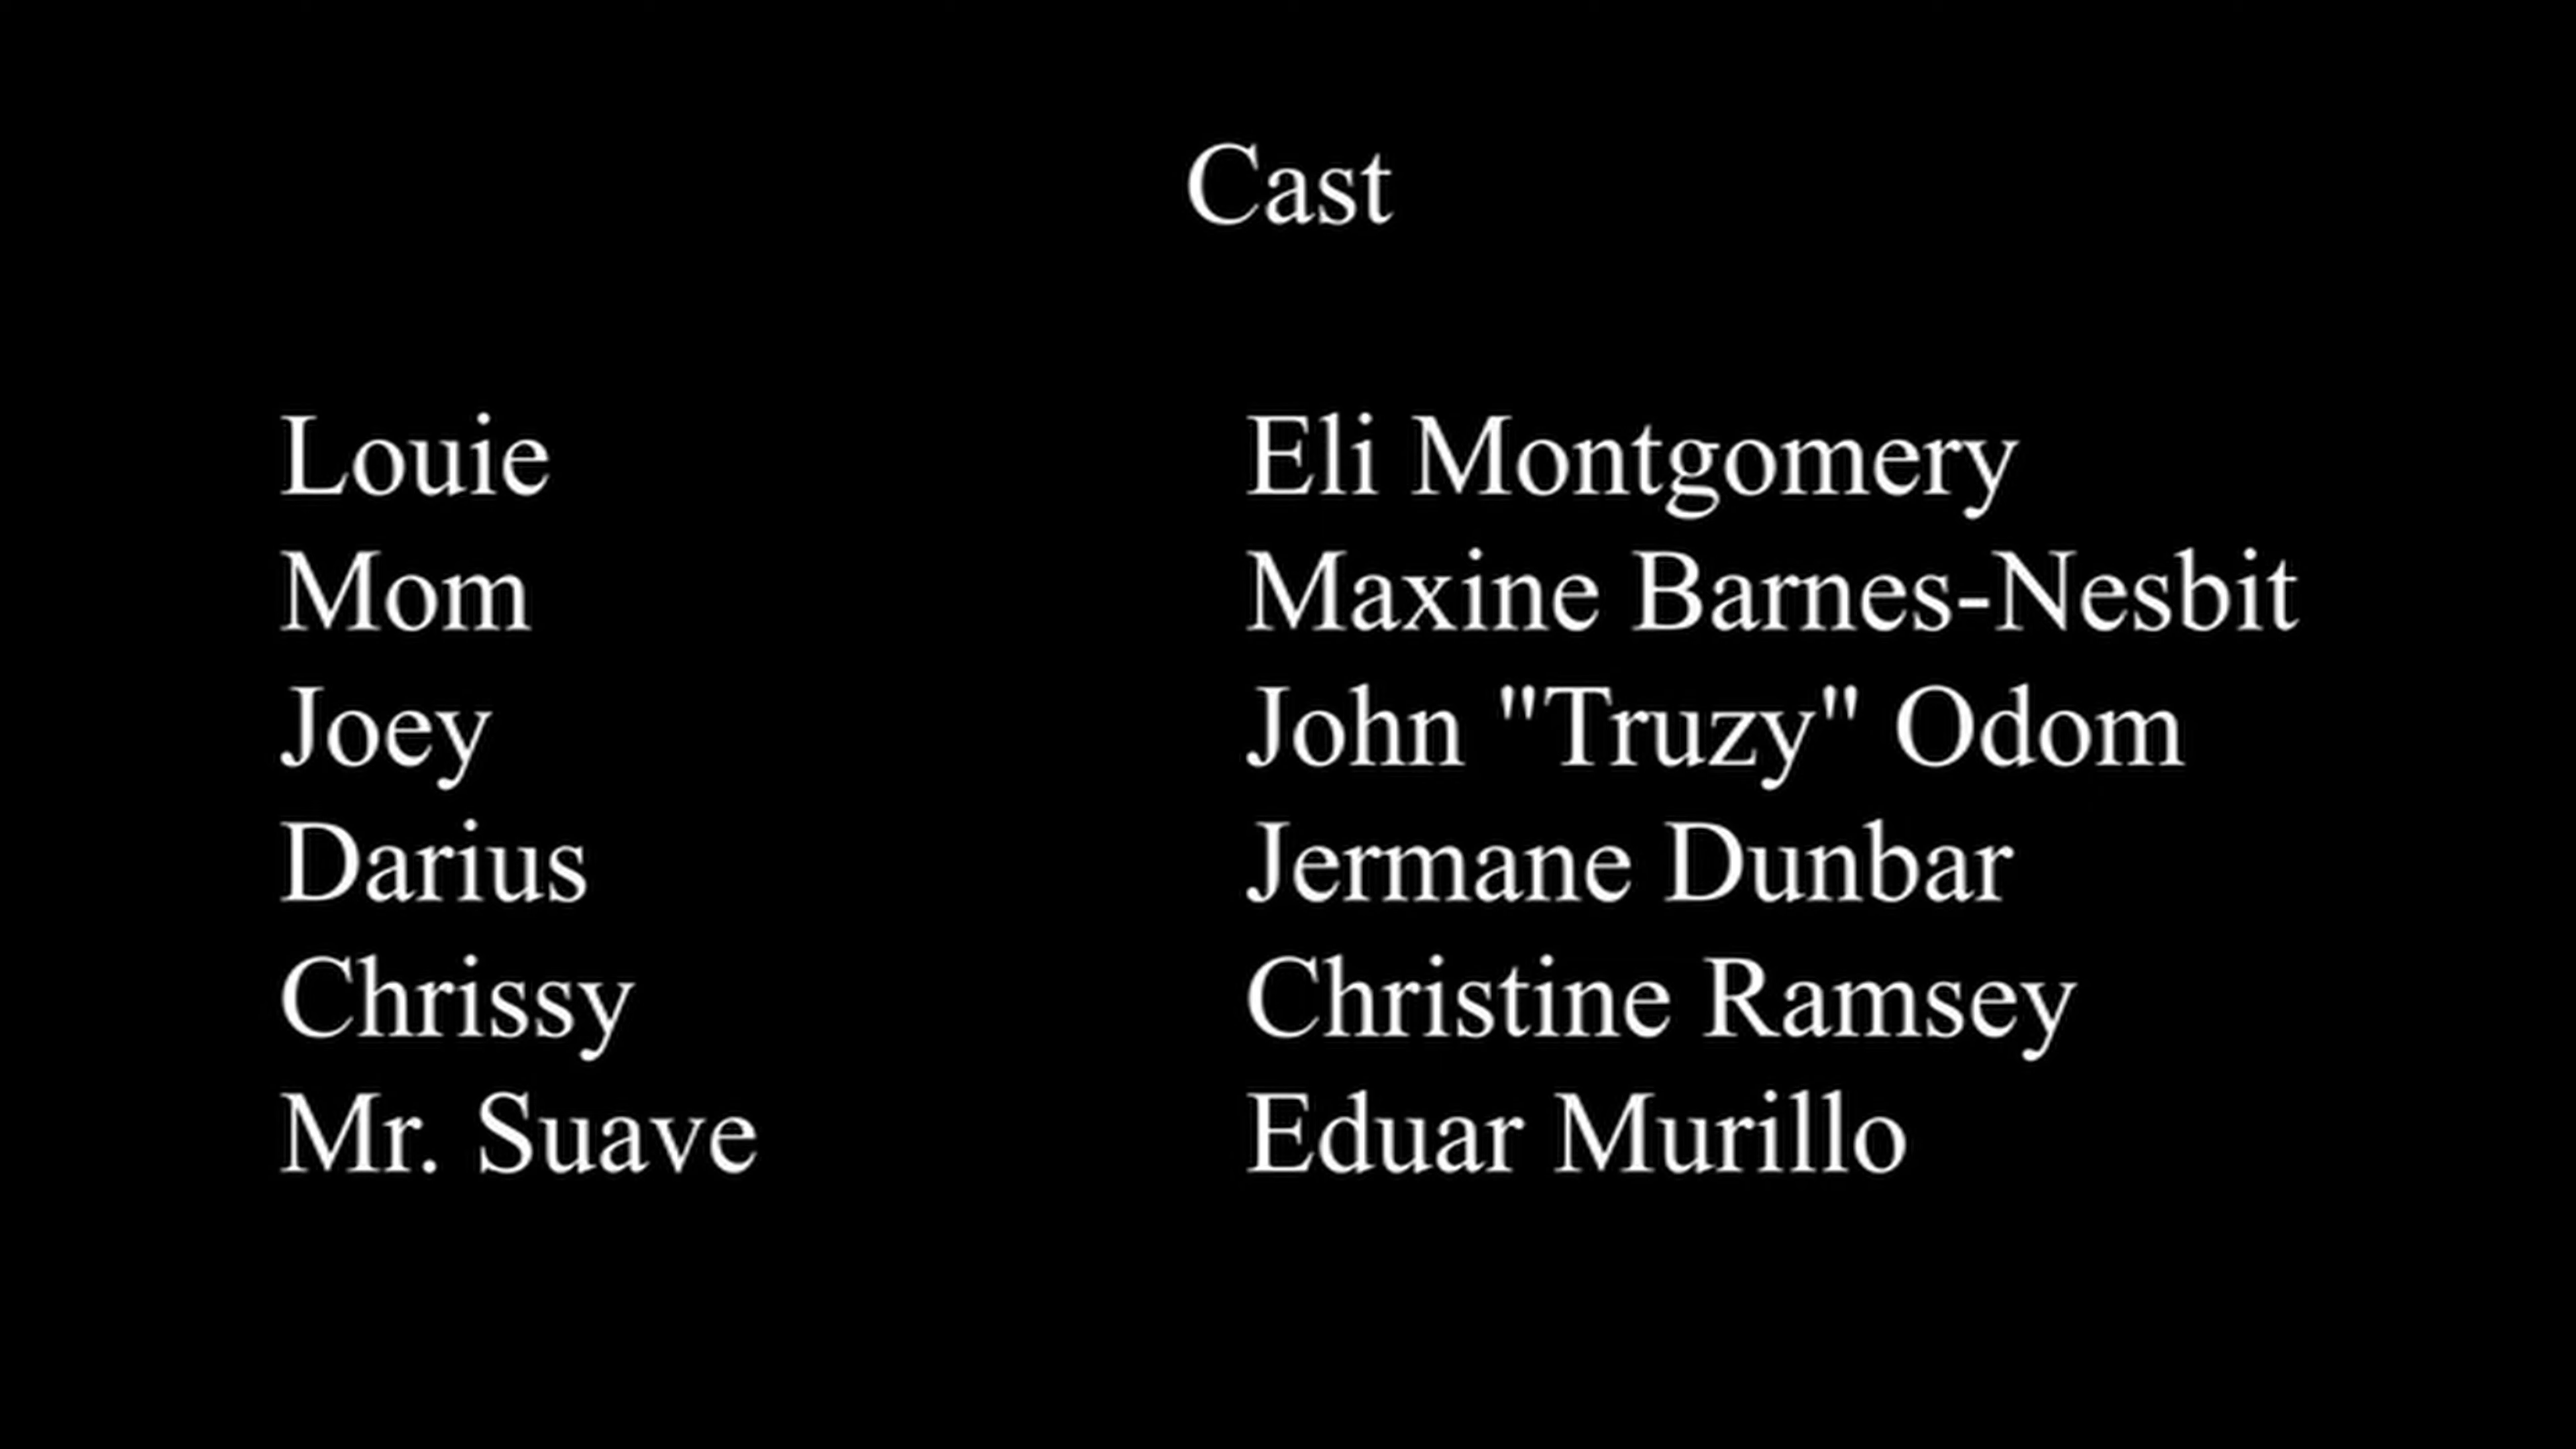 Cast
Louie Eli Montgomery
Mom Maxine Barnes-Nesbit
Joey John "Truzy" Odom
Darius Jermane Dunbar
Chrissy Christine Ramsey
Mr. Suave Eduar Murillo